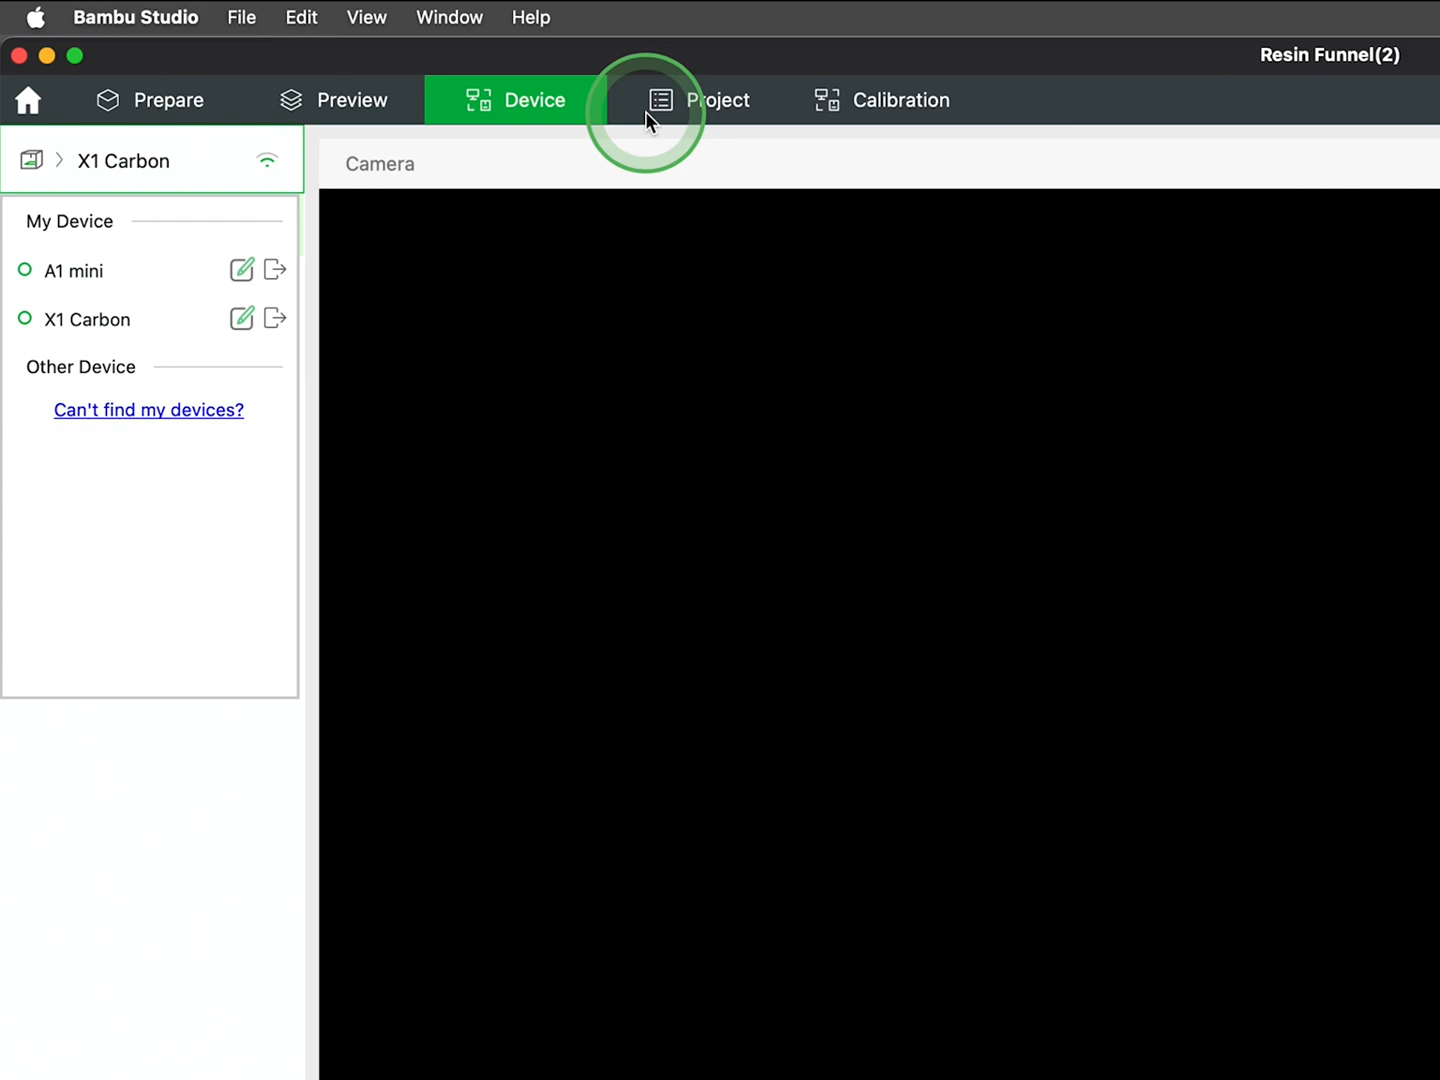 Bambu Studio File Edit View Window Help
Resin Funnel(2)
Prepare Preview Device Project Calibration
X1 Carbon
Camera
My Device
A1 mini
X1 Carbon
Other Device
Can't find my devices?